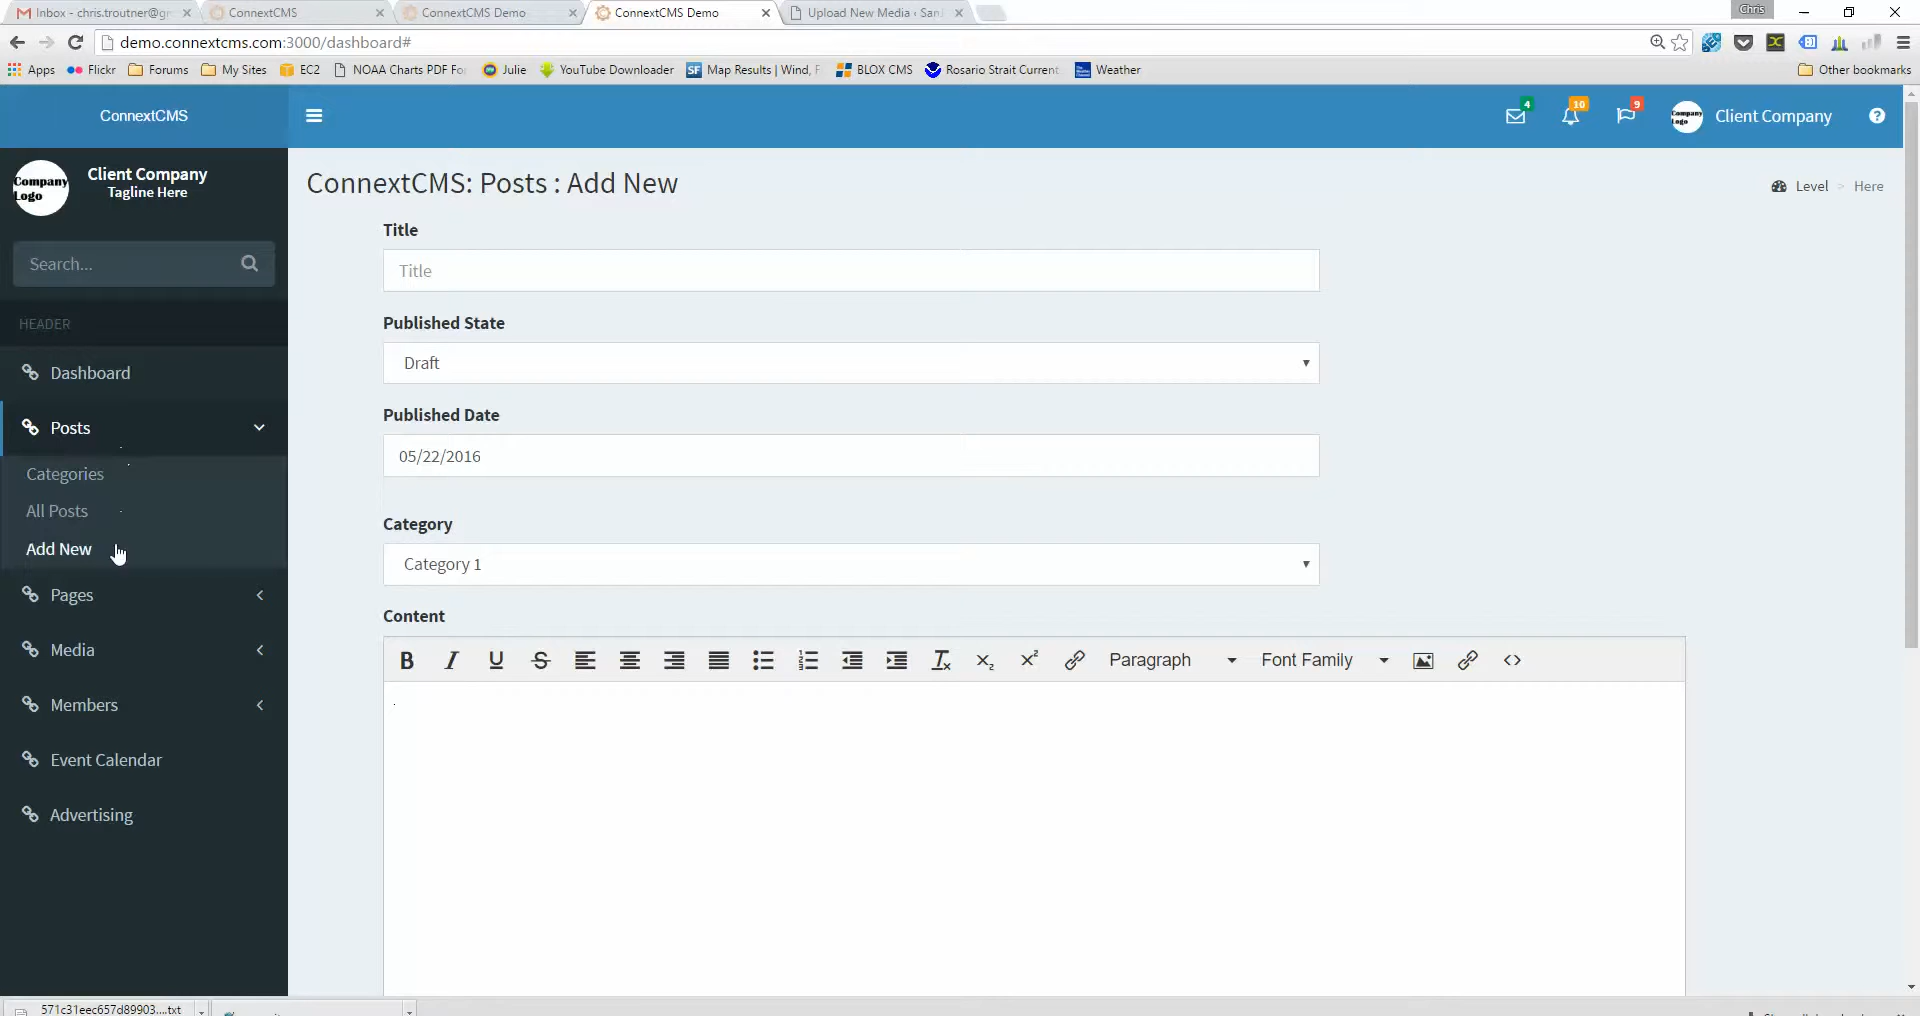 Inbox - chris.troutner@gm
ConnextCMS
ConnextCMS Demo
ConnextCMS Demo
Upload New Media ‹ San
Chris
demo.connextcms.com:3000/dashboard#
Apps Flickr Forums My Sites EC2 NOAA Charts PDF Fo Julie YouTube Downloader SF Map Results | Wind, F BLOX CMS Rosario Strait Current Weather Other bookmarks
ConnextCMS
4
10
9
Company
Logo
Client Company
?
Company
Logo
Client Company
Tagline Here
Search...
HEADER
Dashboard
Posts
Categories
All Posts
Add New
Pages
Media
Members
Event Calendar
Advertising
ConnextCMS: Posts : Add New
Level > Here
Title
Title
Published State
Draft
Published Date
05/22/2016
Category
Category 1
Content
Paragraph Font Family
.
571c31eec657d89903....txt